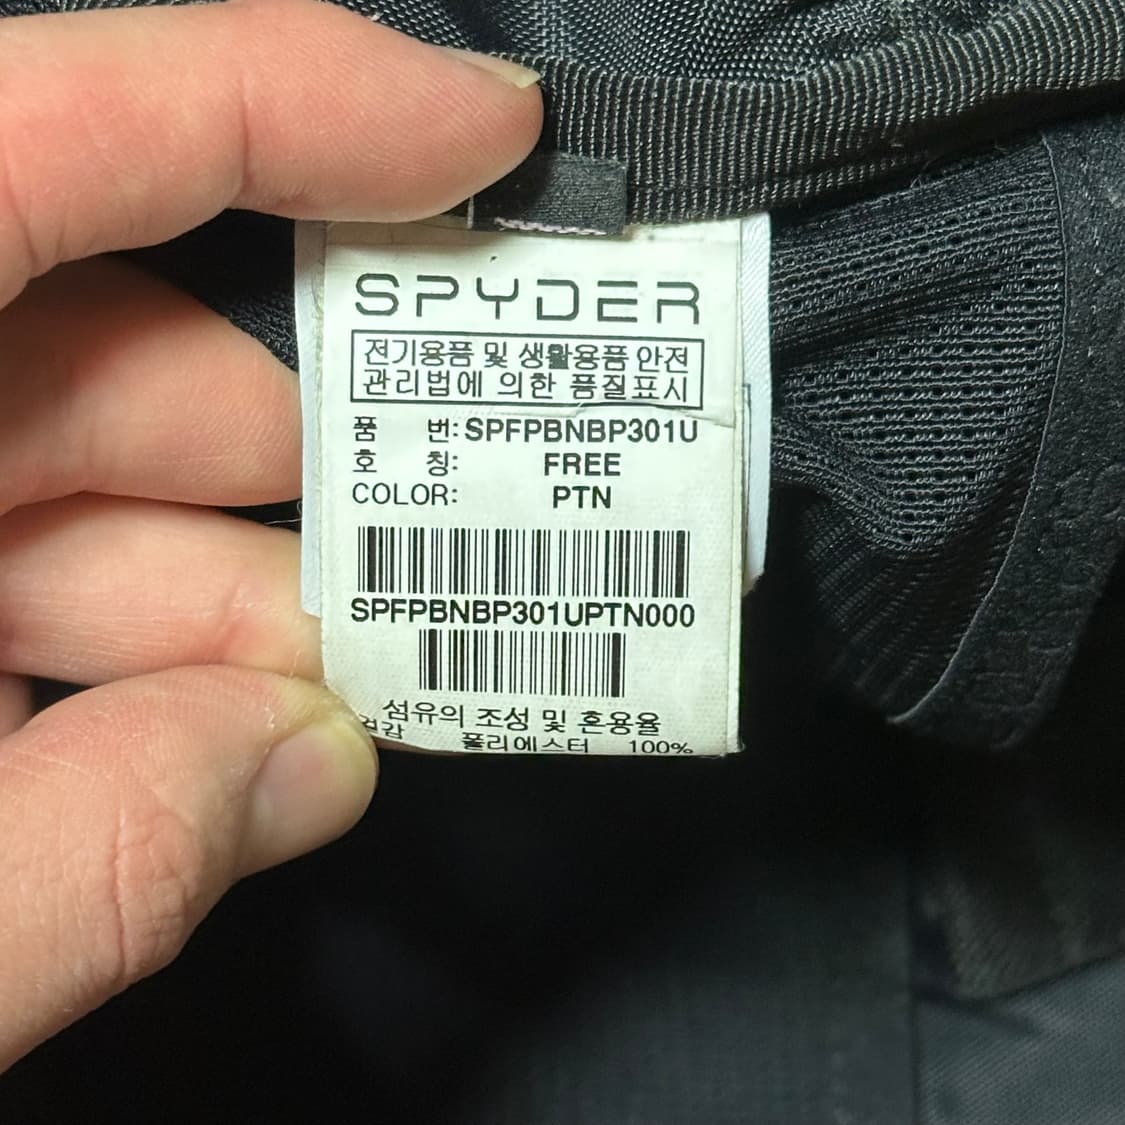 SPYDER
전기용품 및 생활용품 안전
관리법에 의한 품질표시
품 번: SPFPBNBP301U
호 칭: FREE
COLOR: PTN
SPFPBNBP301UPTN000
섬유의 조성 및 혼용율
겉감 폴리에스터 100%